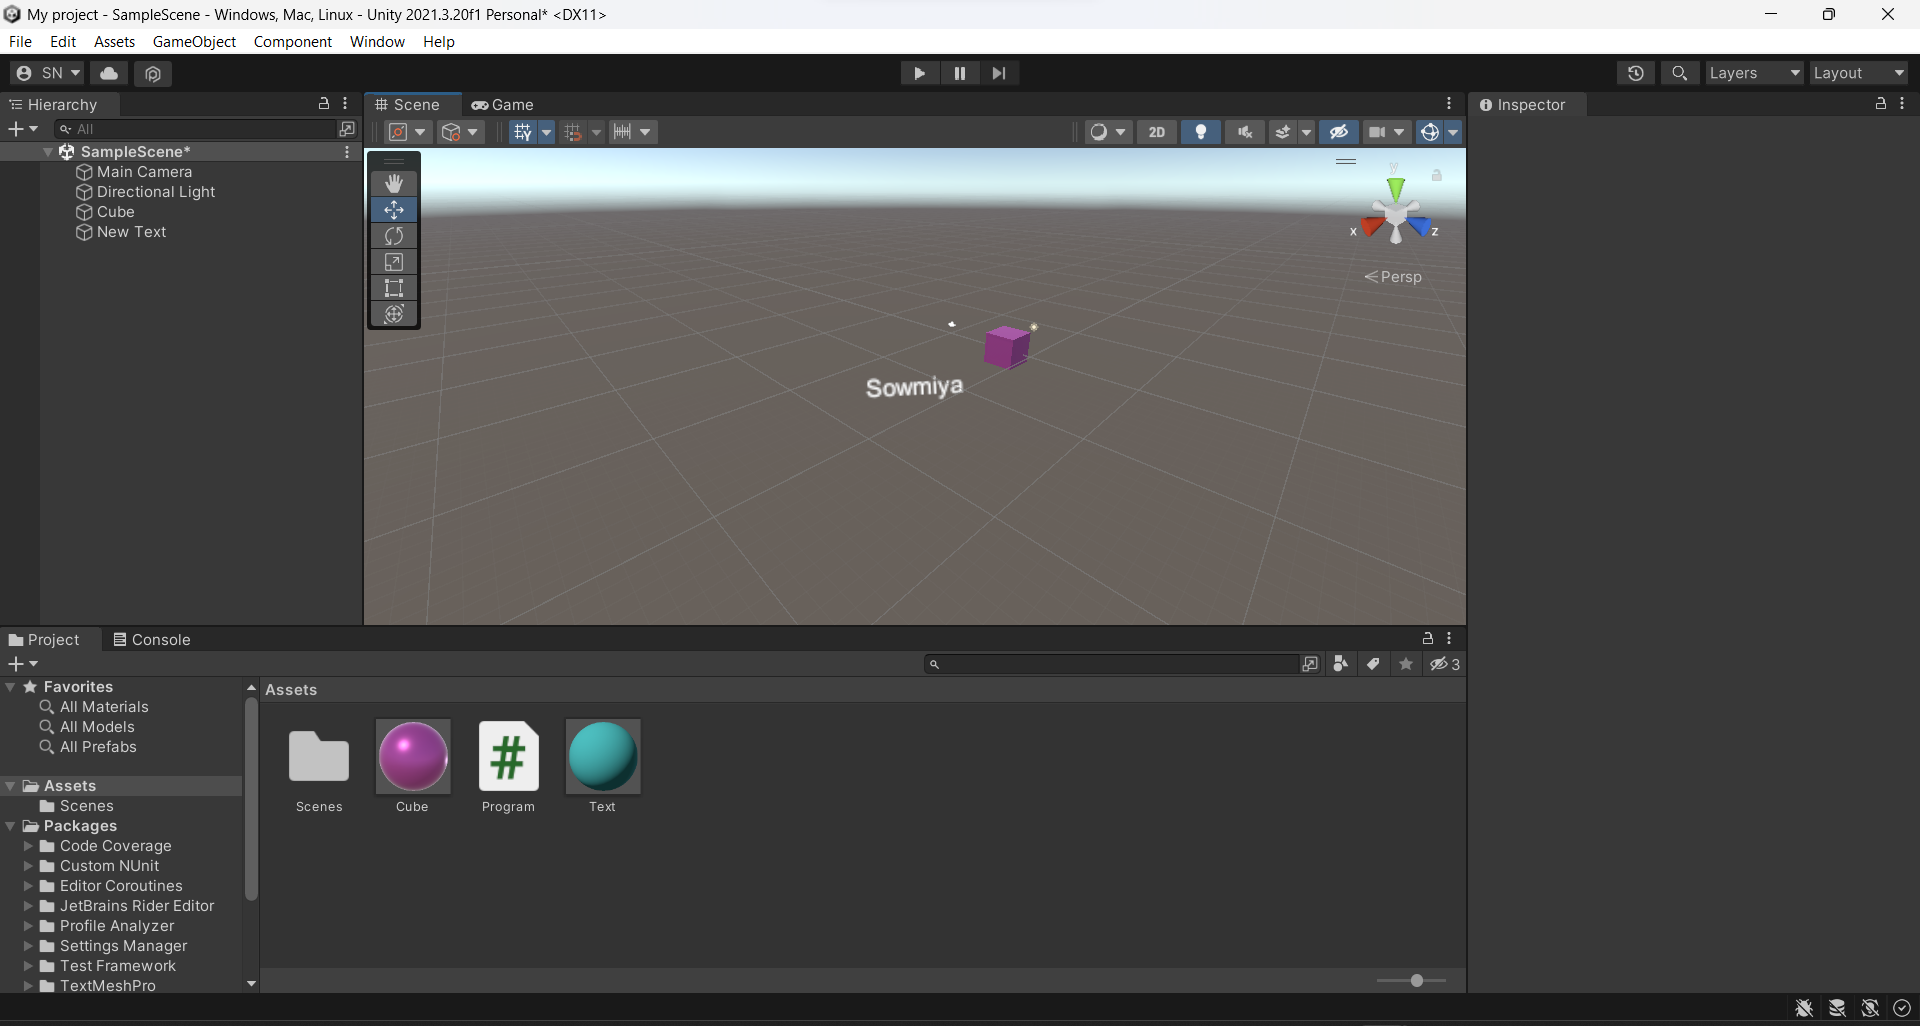 My project - SampleScene - Windows, Mac, Linux - Unity 2021.3.20f1 Personal* <DX11>
File Edit Assets GameObject Component Window Help
SN Layers Layout
Hierarchy Scene Game Inspector
All 2D
SampleScene*
Main Camera
Directional Light
Cube
New Text
y
x z
Persp
Sowmiya
Project Console
3
Favorites
All Materials
All Models
All Prefabs
Assets
Scenes
Packages
Code Coverage
Custom NUnit
Editor Coroutines
JetBrains Rider Editor
Profile Analyzer
Settings Manager
Test Framework
TextMeshPro
Assets
#
Scenes Cube Program Text